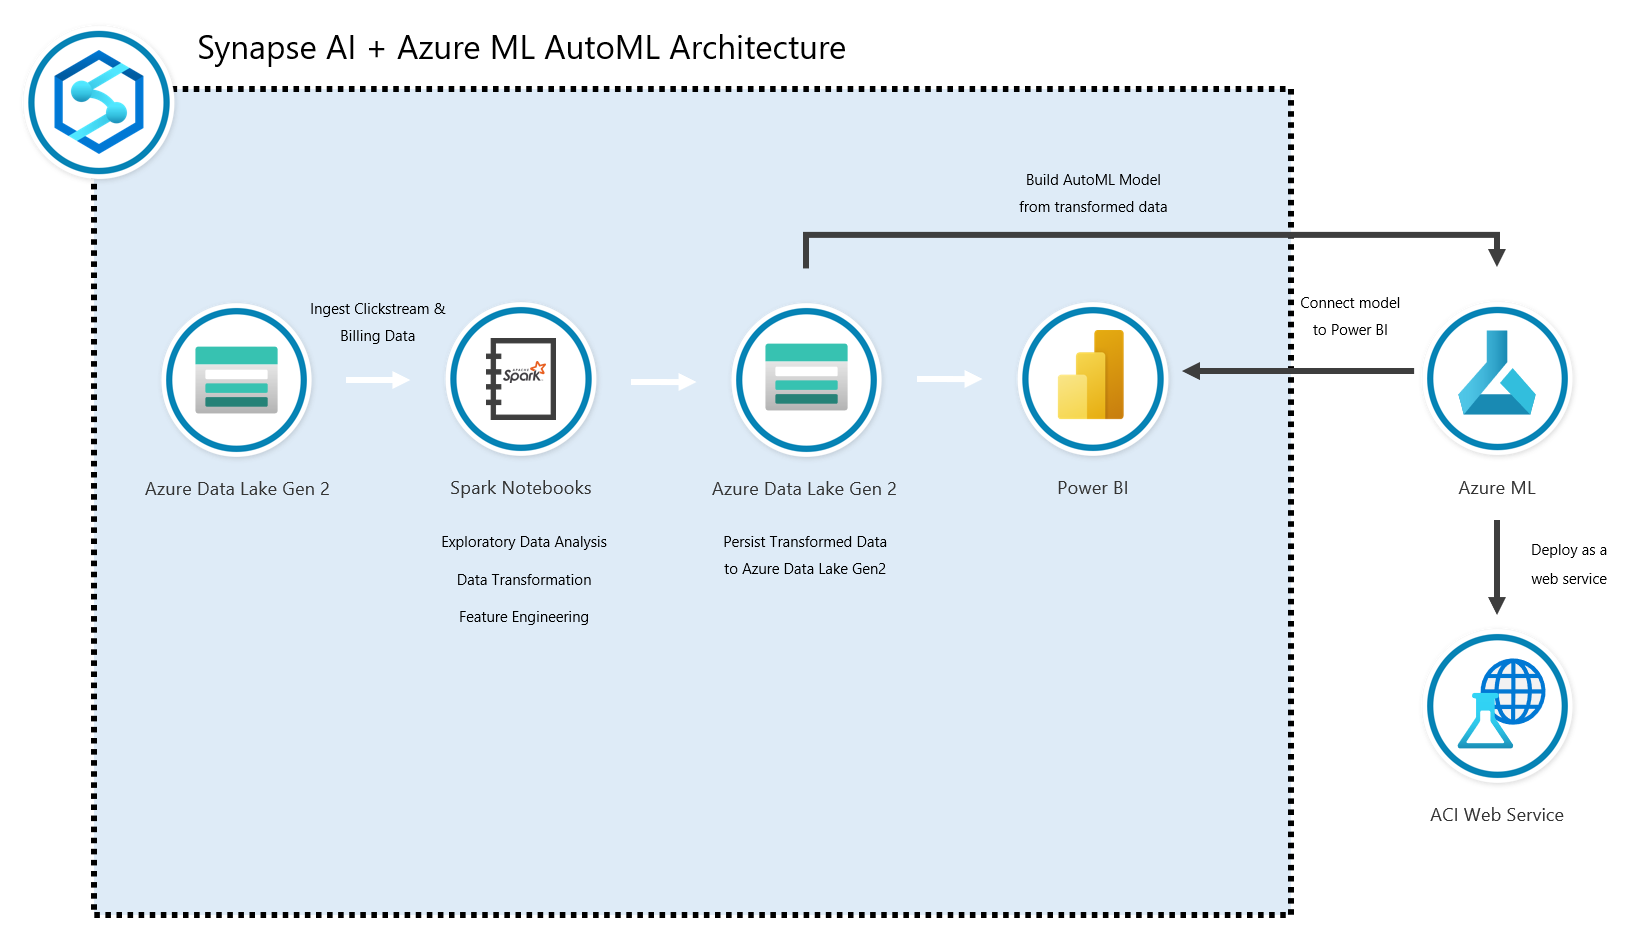 Synapse AI + Azure ML AutoML Architecture
Build AutoML Model
from transformed data
Ingest Clickstream &
Billing Data
Connect model
to Power BI
APACHE
Spark
Azure Data Lake Gen 2
Spark Notebooks
Azure Data Lake Gen 2
Power BI
Azure ML
Exploratory Data Analysis
Data Transformation
Feature Engineering
Persist Transformed Data
to Azure Data Lake Gen2
Deploy as a
web service
ACI Web Service